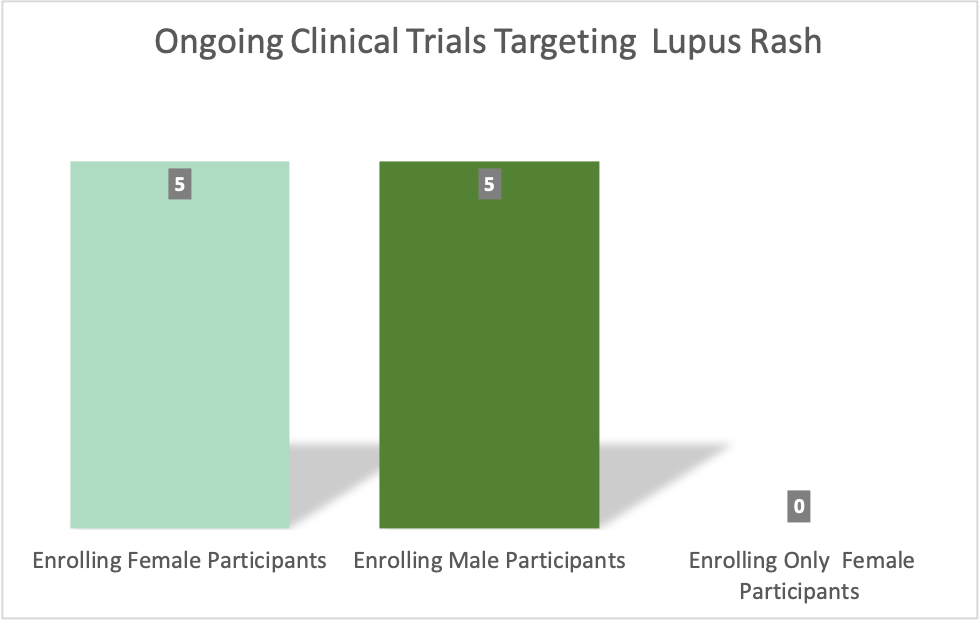 Ongoing Clinical Trials Targeting  Lupus Rash
5
5
0
Enrolling Female Participants
Enrolling Male Participants
Enrolling Only  Female
Participants